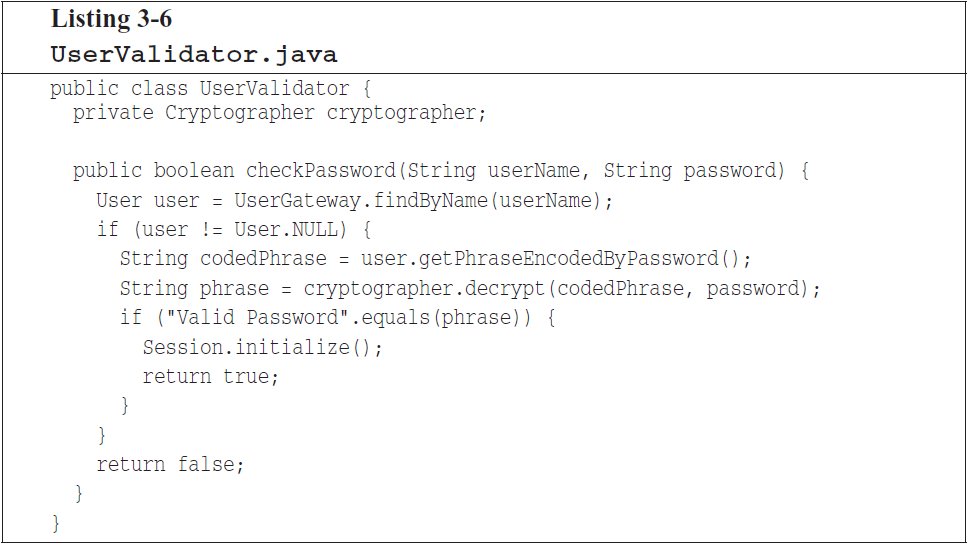 Listing 3-6
UserValidator.java
public class UserValidator {
  private Cryptographer cryptographer;

  public boolean checkPassword(String userName, String password) {
    User user = UserGateway.findByName(userName);
    if (user != User.NULL) {
      String codedPhrase = user.getPhraseEncodedByPassword();
      String phrase = cryptographer.decrypt(codedPhrase, password);
      if ("Valid Password".equals(phrase)) {
        Session.initialize();
        return true;
      }
    }
    return false;
  }
}